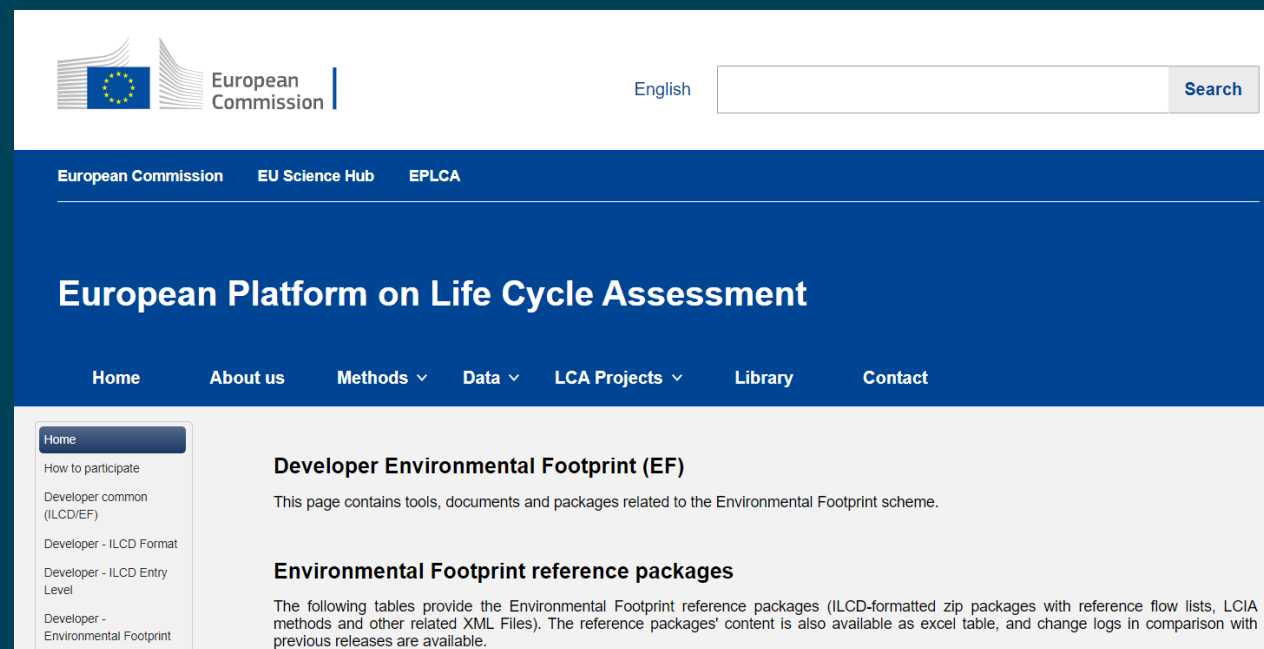 European
Commission
English
Search
European Commission EU Science Hub EPLCA
European Platform on Life Cycle Assessment
Home About us Methods Data LCA Projects Library Contact
Home
How to participate
Developer common
(ILCD/EF)
Developer - ILCD Format
Developer - ILCD Entry
Level
Developer -
Environmental Footprint
Developer Environmental Footprint (EF)
This page contains tools, documents and packages related to the Environmental Footprint scheme.
Environmental Footprint reference packages
The following tables provide the Environmental Footprint reference packages (ILCD-formatted zip packages with reference flow lists, LCIA
methods and other related XML Files). The reference packages' content is also available as excel table, and change logs in comparison with
previous releases are available.